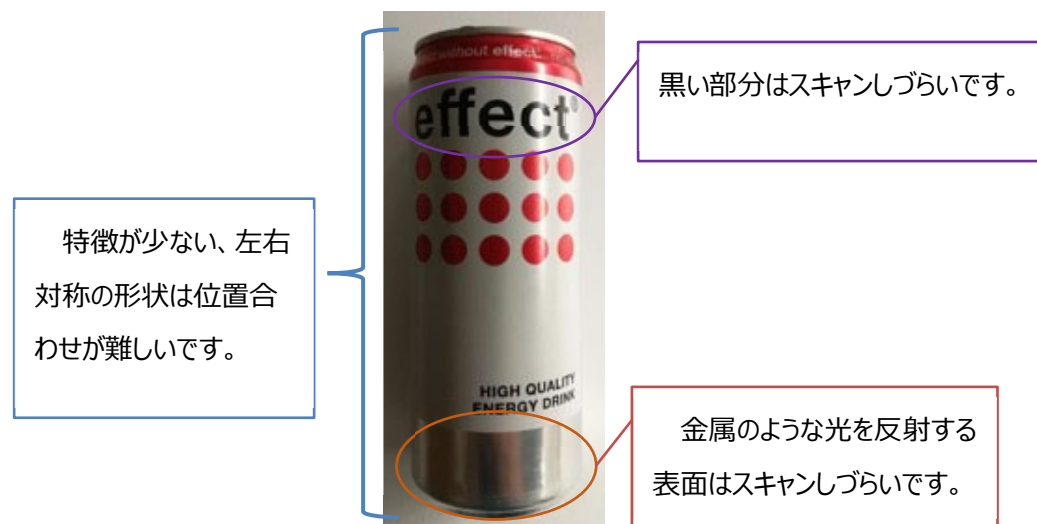 without effect®
effect®
黒い部分はスキャンしづらいです。
特徴が少ない、左右
対称の形状は位置合
わせが難しいです。
HIGH QUALITY
ENERGY DRINK
金属のような光を反射する
表面はスキャンしづらいです。